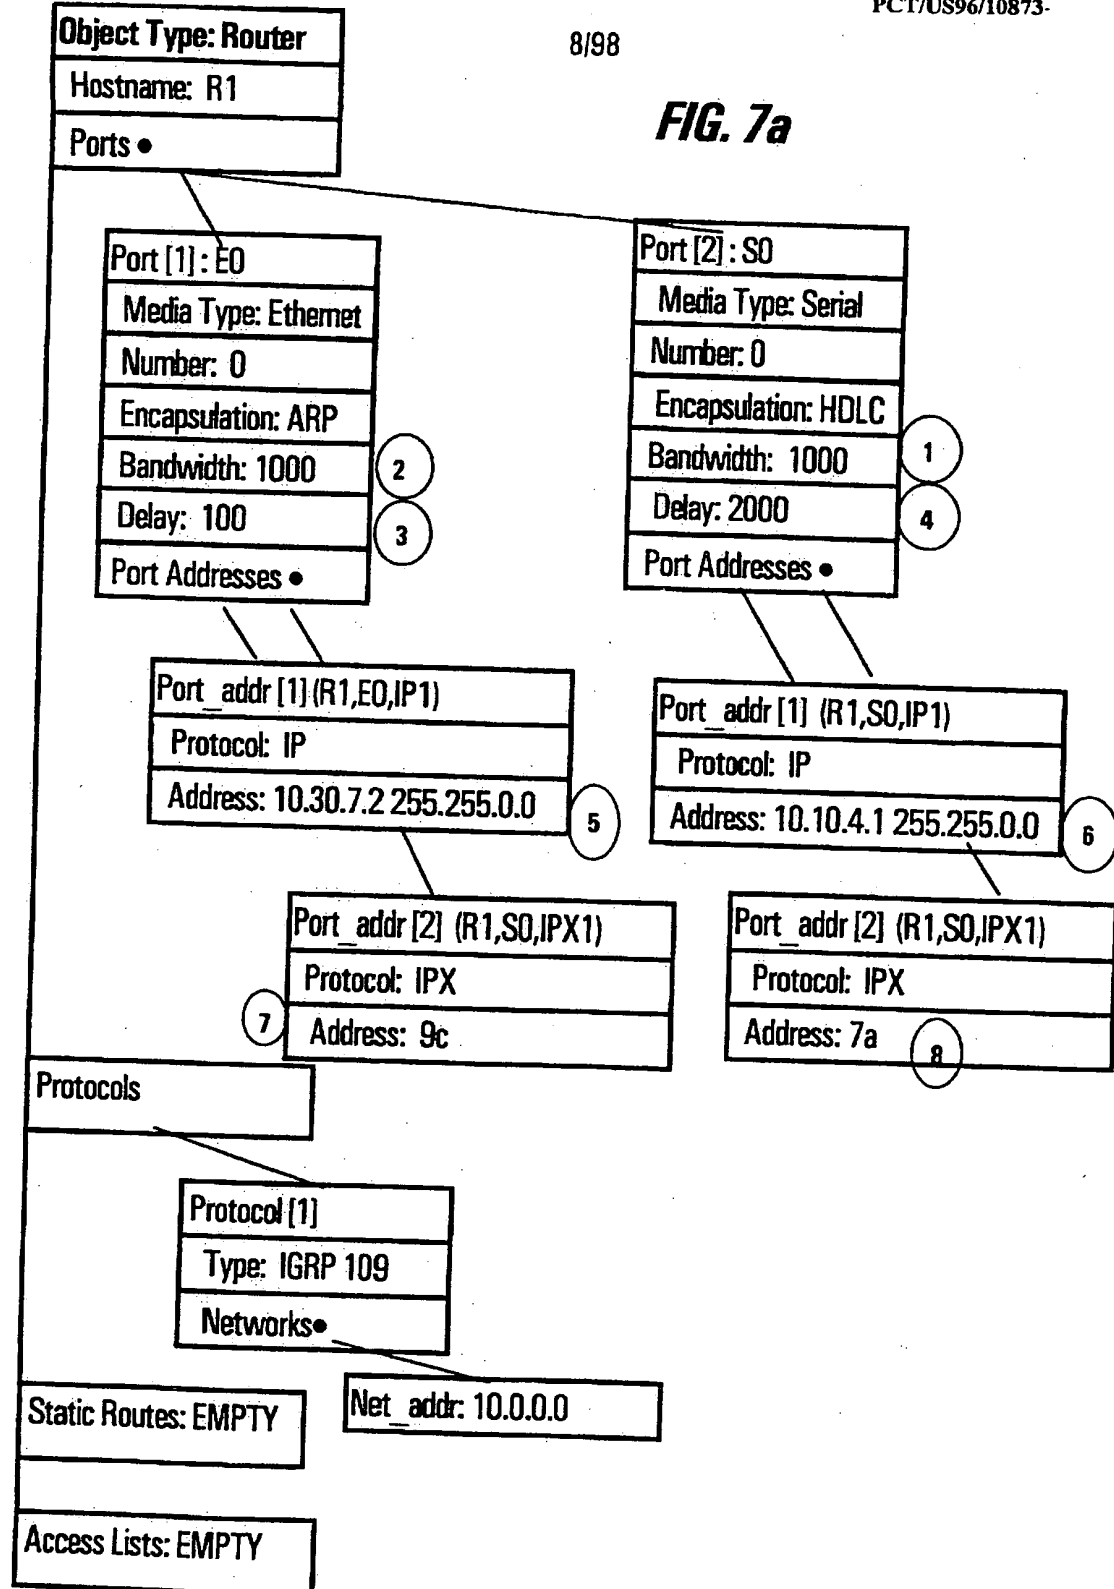 PCT/US96/10873-
8/98
FIG. 7a
Object Type: Router
Hostname: R1
Ports •
Port [1] : E0
Media Type: Ethernet
Number: 0
Encapsulation: ARP
Bandwidth: 1000
2
Delay: 100
3
Port Addresses •
Port [2] : S0
Media Type: Serial
Number: 0
Encapsulation: HDLC
Bandwidth: 1000
1
Delay: 2000
4
Port Addresses •
Port_addr [1] (R1,E0,IP1)
Protocol: IP
Address: 10.30.7.2 255.255.0.0
5
Port_addr [1] (R1,S0,IP1)
Protocol: IP
Address: 10.10.4.1 255.255.0.0
6
Port_addr [2] (R1,S0,IPX1)
Protocol: IPX
7
Address: 9c
Port_addr [2] (R1,S0,IPX1)
Protocol: IPX
Address: 7a
8
Protocols
Protocol [1]
Type: IGRP 109
Networks•
Net_addr: 10.0.0.0
Static Routes: EMPTY
Access Lists: EMPTY